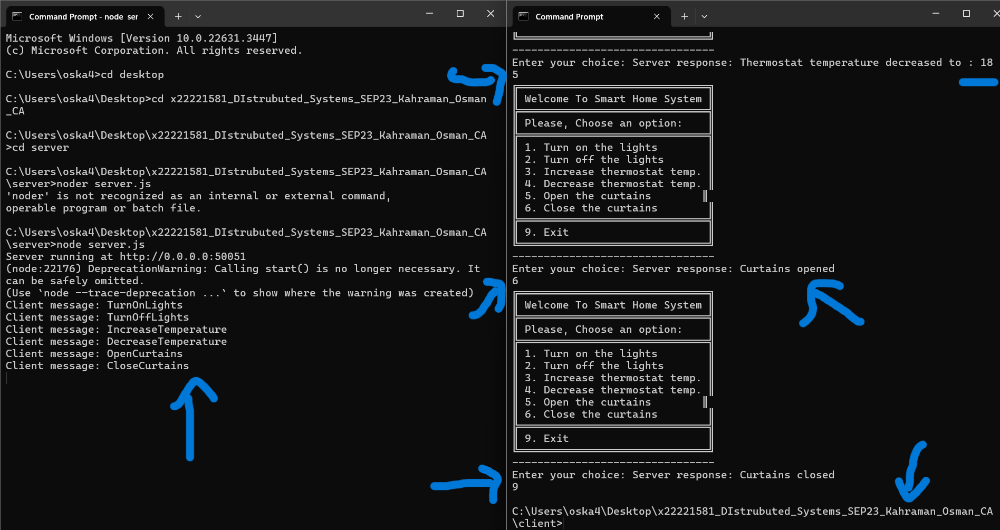 Command Prompt - node  ser
Microsoft Windows [Version 10.0.22631.3447]
(c) Microsoft Corporation. All rights reserved.
C:\Users\oska4>cd desktop
C:\Users\oska4\Desktop>cd x22221581_DIstrubuted_Systems_SEP23_Kahraman_Osman
_CA
C:\Users\oska4\Desktop\x22221581_DIstrubuted_Systems_SEP23_Kahraman_Osman_CA
>cd server
C:\Users\oska4\Desktop\x22221581_DIstrubuted_Systems_SEP23_Kahraman_Osman_CA
\server>noder server.js
'noder' is not recognized as an internal or external command,
operable program or batch file.
C:\Users\oska4\Desktop\x22221581_DIstrubuted_Systems_SEP23_Kahraman_Osman_CA
\server>node server.js
Server running at http://0.0.0.0:50051
(node:22176) DeprecationWarning: Calling start() is no longer necessary. It
can be safely omitted.
(Use `node --trace-deprecation ...` to show where the warning was created)
Client message: TurnOnLights
Client message: TurnOffLights
Client message: IncreaseTemperature
Client message: DecreaseTemperature
Client message: OpenCurtains
Client message: CloseCurtains
Command Prompt
--------------------------------
Enter your choice: Server response: Thermostat temperature decreased to : 18
5
Welcome To Smart Home System
Please, Choose an option:
1. Turn on the lights
2. Turn off the lights
3. Increase thermostat temp.
4. Decrease thermostat temp.
5. Open the curtains
6. Close the curtains
9. Exit
--------------------------------
Enter your choice: Server response: Curtains opened
6
Welcome To Smart Home System
Please, Choose an option:
1. Turn on the lights
2. Turn off the lights
3. Increase thermostat temp.
4. Decrease thermostat temp.
5. Open the curtains
6. Close the curtains
9. Exit
--------------------------------
Enter your choice: Server response: Curtains closed
9
C:\Users\oska4\Desktop\x22221581_DIstrubuted_Systems_SEP23_Kahraman_Osman_CA
\client>